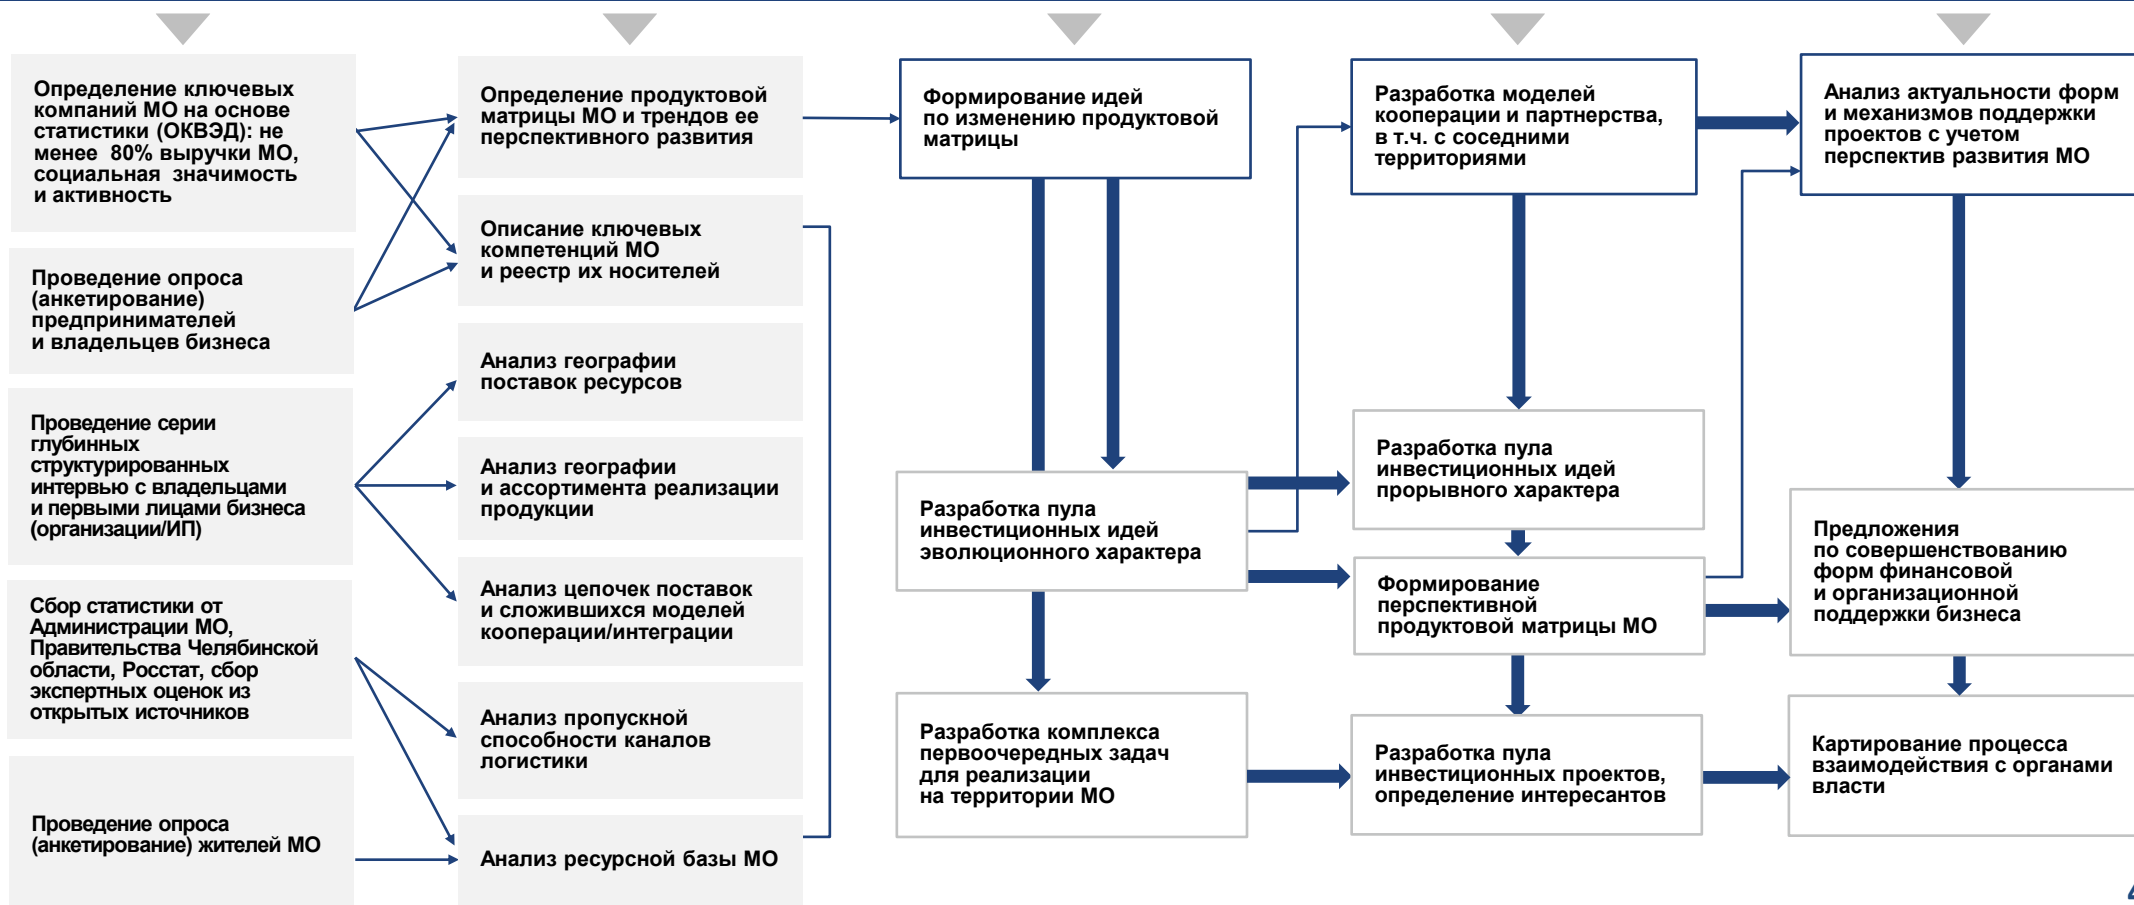 Определение ключевых
компаний МО на основе
статистики (ОКВЭД): не
менее 80% выручки МО,
социальная значимость
и активность
Проведение опроса
(анкетирование)
предпринимателей
и владельцев бизнеса
Проведение серии
глубинных
структурированных
интервью с владельцами
и первыми лицами бизнеса
(организации/ИП)
Сбор статистики от
Администрации МО,
Правительства Челябинской
области, Росстат, сбор
экспертных оценок из
открытых источников
Проведение опроса
(анкетирование) жителей МО
Определение продуктовой
матрицы МО и трендов ее
перспективного развития
Описание ключевых
компетенций МО
и реестр их носителей
Анализ географии
поставок ресурсов
Анализ географии
и ассортимента реализации
продукции
Анализ цепочек поставок
и сложившихся моделей
кооперации/интеграции
Анализ пропускной
способности каналов
логистики
Анализ ресурсной базы МО
Формирование идей
по изменению продуктовой
матрицы
Разработка пула
инвестиционных идей
эволюционного характера
Разработка комплекса
первоочередных задач
для реализации
на территории МО
Разработка моделей
кооперации и партнерства,
в т.ч. с соседними
территориями
Разработка пула
инвестиционных идей
прорывного характера
Формирование
перспективной
продуктовой матрицы МО
Разработка пула
инвестиционных проектов,
определение интересантов
Анализ актуальности форм
и механизмов поддержки
проектов с учетом
перспектив развития МО
Предложения
по совершенствованию
форм финансовой
и организационной
поддержки бизнеса
Картирование процесса
взаимодействия с органами
власти